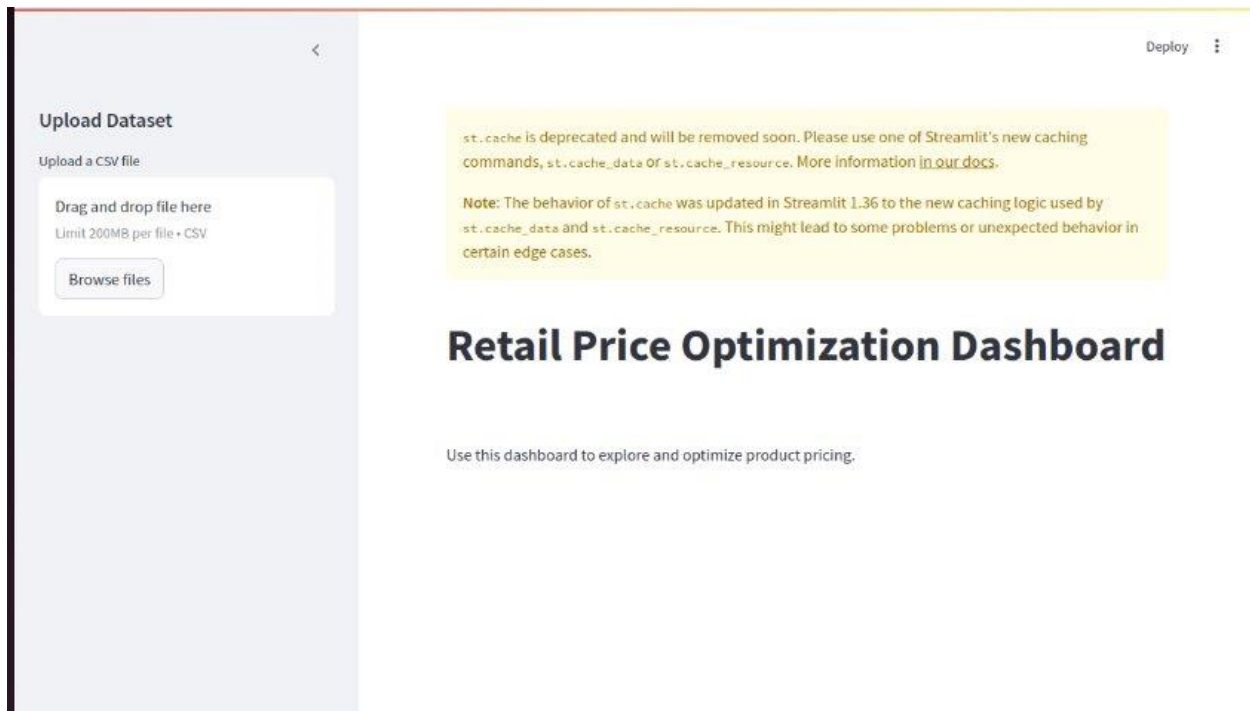 Deploy
Upload Dataset
Upload a CSV file
Drag and drop file here
Limit 200MB per file • CSV
Browse files
st.cache is deprecated and will be removed soon. Please use one of Streamlit's new caching
commands, st.cache_data or st.cache_resource. More information in our docs.
Note: The behavior of st.cache was updated in Streamlit 1.36 to the new caching logic used by
st.cache_data and st.cache_resource. This might lead to some problems or unexpected behavior in
certain edge cases.
Retail Price Optimization Dashboard
Use this dashboard to explore and optimize product pricing.